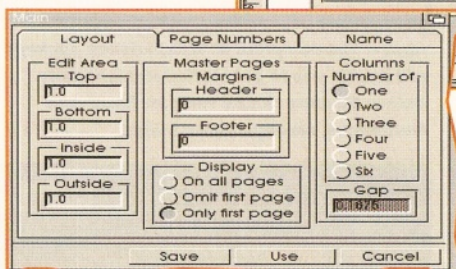 Main
Layout
Page Numbers
Name
Edit Area
Top
1.0
Bottom
1.0
Inside
1.0
Outside
1.0
Master Pages
Margins
Header
0
Footer
0
Display
On all pages
Omit first page
Only first page
Columns
Number of
One
Two
Three
Four
Five
Six
Gap
Save
Use
Cancel